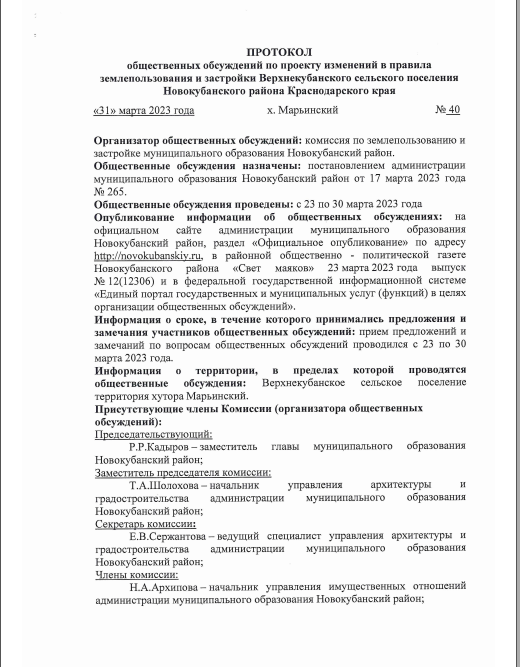 ПРОТОКОЛ
общественных обсуждений по проекту изменений в правила
землепользования и застройки Верхнекубанского сельского поселения
Новокубанского района Краснодарского края
«31» марта 2023 года х. Марьинский № 40
Организатор общественных обсуждений: комиссия по землепользованию и
застройке муниципального образования Новокубанский район.
Общественные обсуждения назначены: постановлением администрации
муниципального образования Новокубанский район от 17 марта 2023 года
№ 265.
Общественные обсуждения проведены: с 23 по 30 марта 2023 года
Опубликование информации об общественных обсуждениях: на
официальном сайте администрации муниципального образования
Новокубанский район, раздел «Официальное опубликование» по адресу
http://novokubanskiy.ru, в районной общественно - политической газете
Новокубанского района «Свет маяков» 23 марта 2023 года выпуск
№ 12(12306) и в федеральной государственной информационной системе
«Единый портал государственных и муниципальных услуг (функций) в целях
организации общественных обсуждений».
Информация о сроке, в течение которого принимались предложения и
замечания участников общественных обсуждений: прием предложений и
замечаний по вопросам общественных обсуждений проводился с 23 по 30
марта 2023 года.
Информация о территории, в пределах которой проводятся
общественные обсуждения: Верхнекубанское сельское поселение
территория хутора Марьинский.
Присутствующие члены Комиссии (организатора общественных
обсуждений):
Председательствующий:
Р.Р.Кадыров – заместитель главы муниципального образования
Новокубанский район;
Заместитель председателя комиссии:
Т.А.Шолохова – начальник управления архитектуры и
градостроительства администрации муниципального образования
Новокубанский район;
Секретарь комиссии:
Е.В.Сержантова – ведущий специалист управления архитектуры и
градостроительства администрации муниципального образования
Новокубанский район;
Члены комиссии:
Н.А.Архипова – начальник управления имущественных отношений
администрации муниципального образования Новокубанский район;